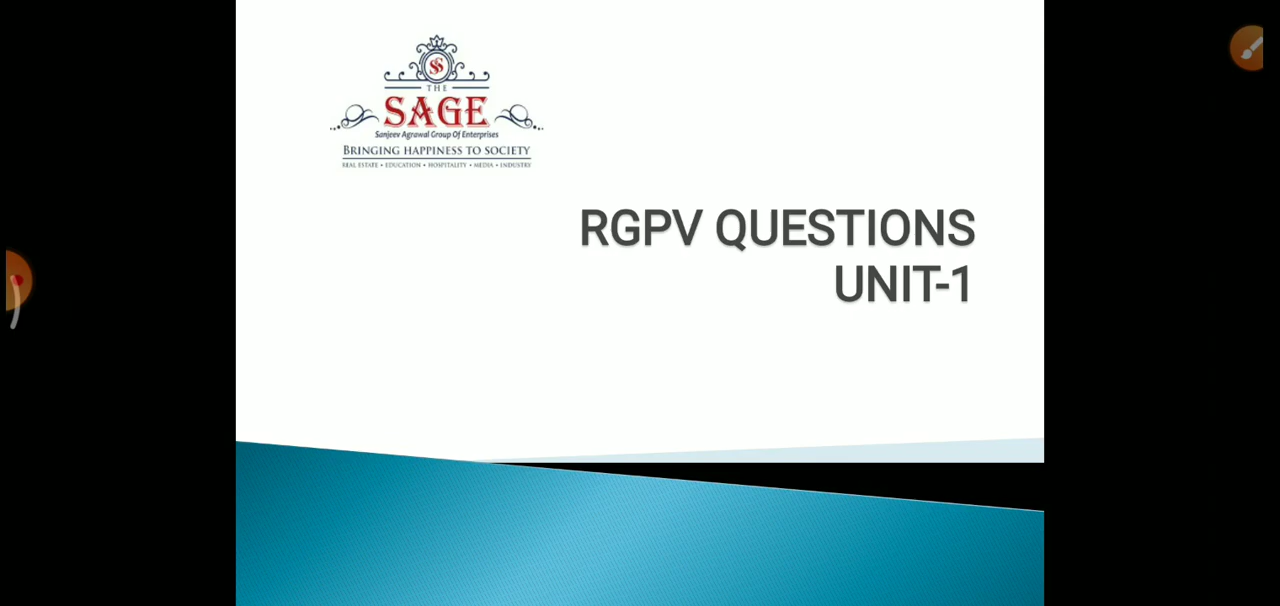 THE
SAGE
Sanjeev Agrawal Group Of Enterprises
BRINGING HAPPINESS TO SOCIETY
REAL ESTATE • EDUCATION • HOSPITALITY • MEDIA • INDUSTRY
RGPV QUESTIONS
UNIT-1